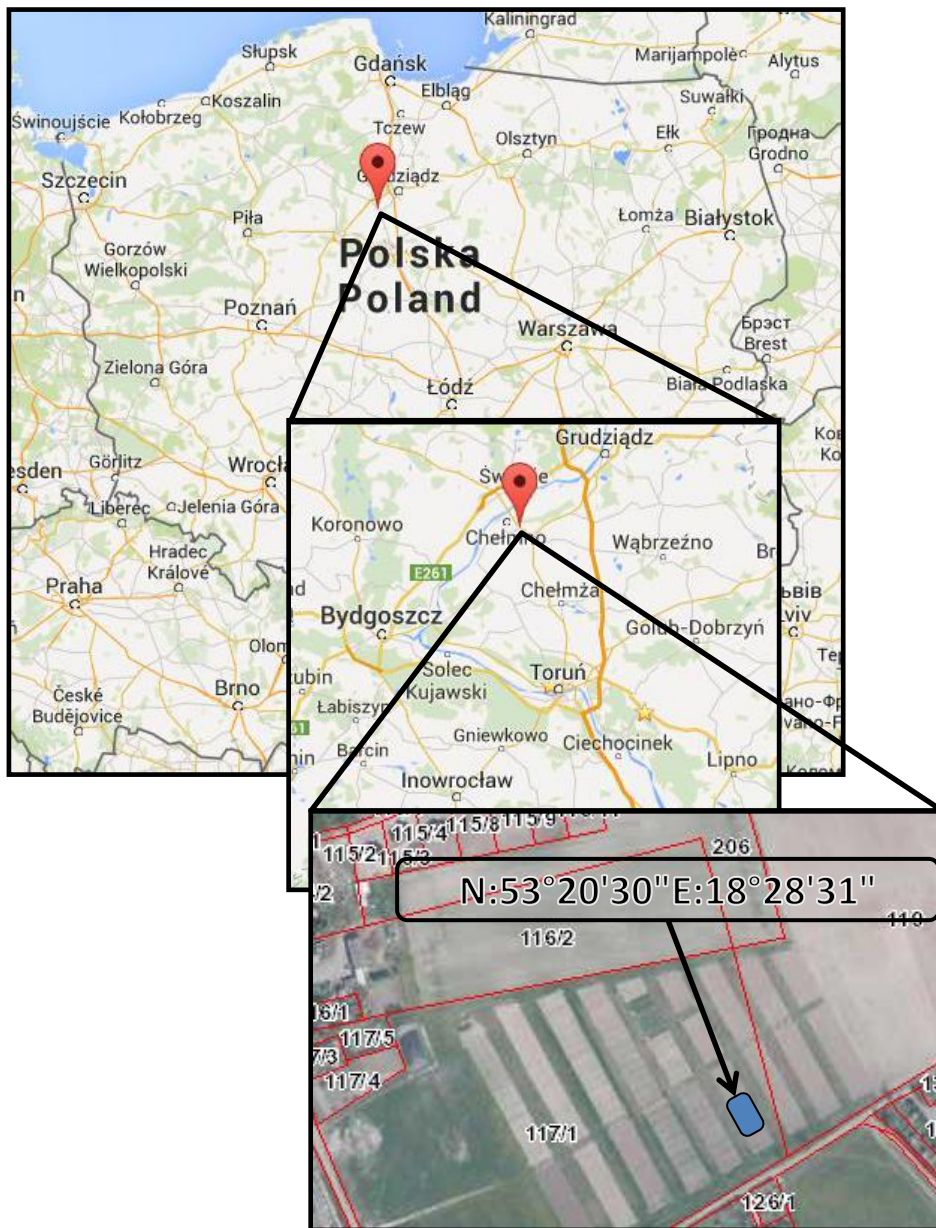 Kaliningrad
Słupsk
Gdańsk
Marijampolė
Alytus
Koszalin
Elbląg
Suwałki
Świnoujście
Kołobrzeg
Tczew
Olsztyn
Ełk
Гродна
Grodno
Szczecin
Piła
Łomża
Białystok
Gorzów
Wielkopolski
Polska
Poland
Poznań
Warszawa
Брэст
Brest
Zielona Góra
Łódź
Biała Podlaska
Görlitz
Liberec
Jelenia Góra
Hradec
Králové
Praha
Brno
České
Budějovice
Grudziądz
Koronowo
Chełmno
Wąbrzeźno
E261
Chełmża
Bydgoszcz
Golub-Dobrzyń
Solec
Kujawski
Toruń
Łabiszyn
Gniewkowo
Ciechocinek
Barcin
Lipno
Inowrocław
115/4
115/8
115/9
115/2
115/3
206
N:53°20'30"E:18°28'31"
116/2
117/5
117/4
117/1
126/1